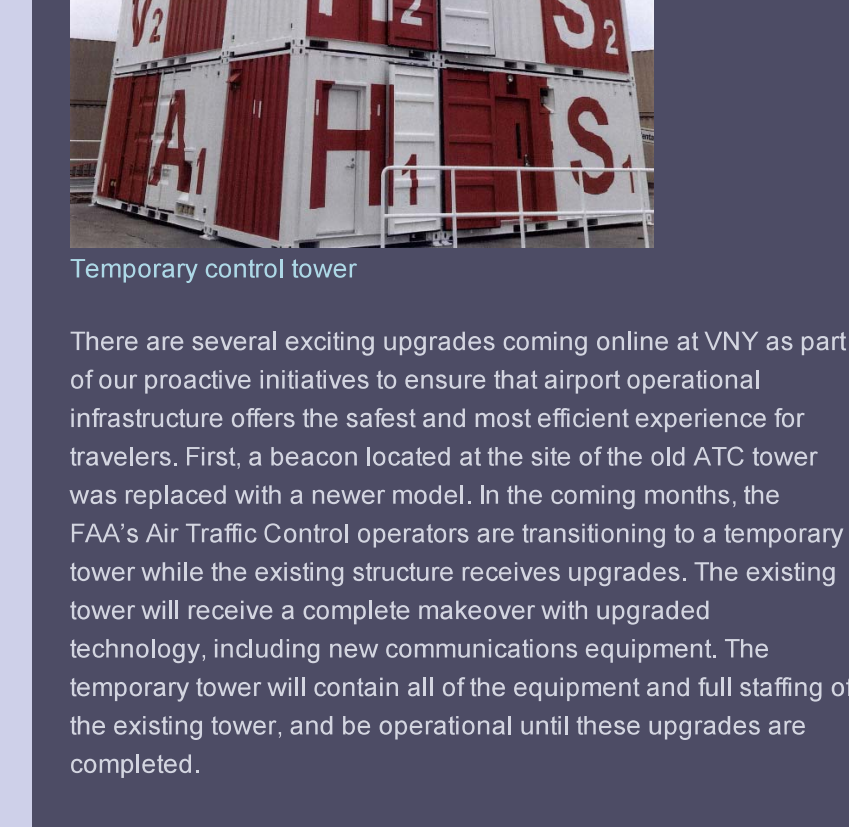 V2 H2 S2
A1 H1 S1
Temporary control tower
There are several exciting upgrades coming online at VNY as part
of our proactive initiatives to ensure that airport operational
infrastructure offers the safest and most efficient experience for
travelers. First, a beacon located at the site of the old ATC tower
was replaced with a newer model. In the coming months, the
FAA’s Air Traffic Control operators are transitioning to a temporary
tower while the existing structure receives upgrades. The existing
tower will receive a complete makeover with upgraded
technology, including new communications equipment. The
temporary tower will contain all of the equipment and full staffing of
the existing tower, and be operational until these upgrades are
completed.